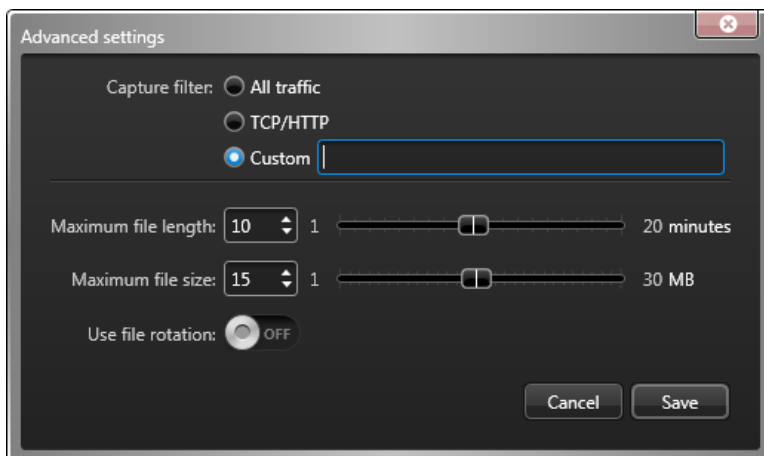 Advanced settings
Capture filter: All traffic
TCP/HTTP
Custom
Maximum file length: 10 1 20 minutes
Maximum file size: 15 1 30 MB
Use file rotation: OFF
Cancel Save